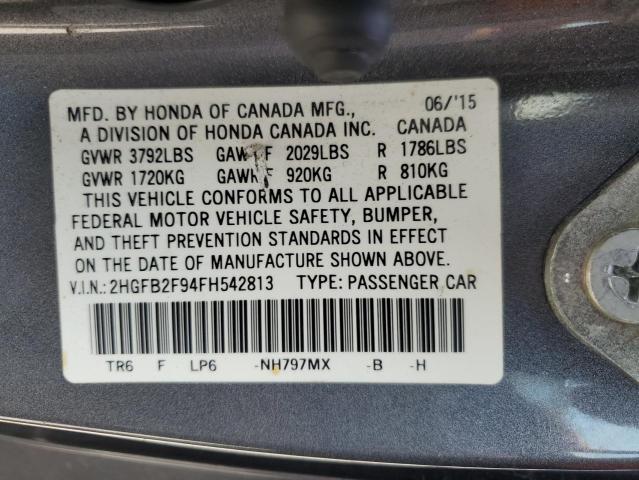 MFD. BY HONDA OF CANADA MFG., 06/'15
A DIVISION OF HONDA CANADA INC. CANADA
GVWR 3792LBS GAWR F 2029LBS R 1786LBS
GVWR 1720KG GAWR F 920KG R 810KG
THIS VEHICLE CONFORMS TO ALL APPLICABLE
FEDERAL MOTOR VEHICLE SAFETY, BUMPER,
AND THEFT PREVENTION STANDARDS IN EFFECT
ON THE DATE OF MANUFACTURE SHOWN ABOVE.
V.I.N.: 2HGFB2F94FH542813 TYPE: PASSENGER CAR
TR6 F LP6 -NH797MX -B -H